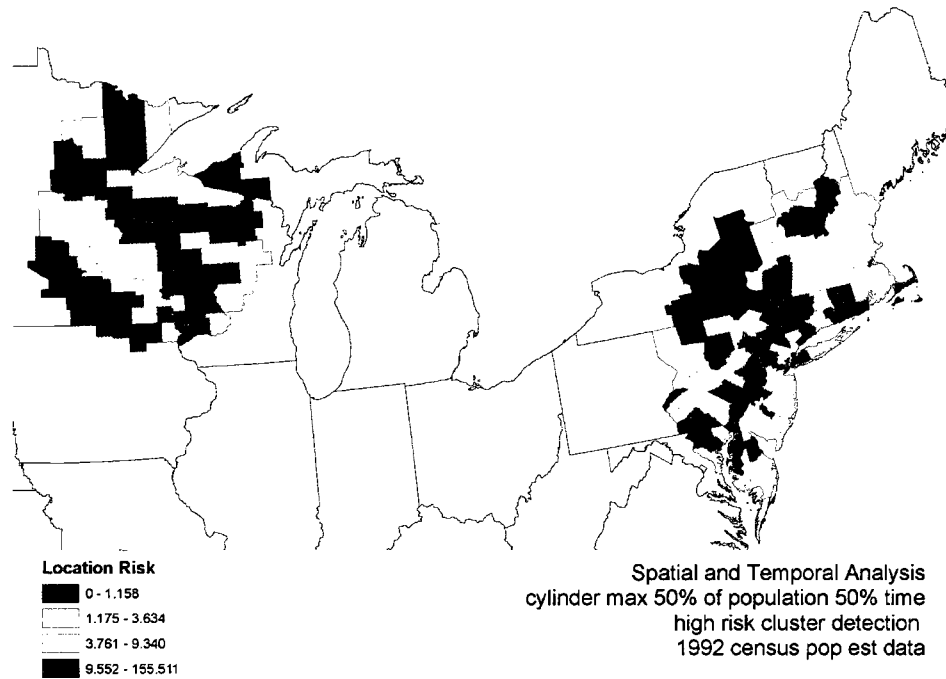 Location Risk
0 - 1.158
1.175 - 3.634
3.761 - 9.340
9.552 - 155.511
Spatial and Temporal Analysis
cylinder max 50% of population 50% time
high risk cluster detection
1992 census pop est data